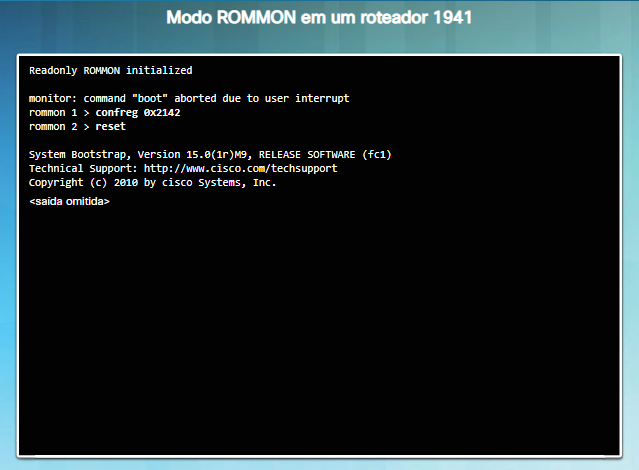 Modo ROMMON em um roteador 1941
Readonly ROMMON initialized
monitor: command "boot" aborted due to user interrupt
rommon 1 > confreg 0x2142
rommon 2 > reset
System Bootstrap, Version 15.0(1r)M9, RELEASE SOFTWARE (fc1)
Technical Support: http://www.cisco.com/techsupport
Copyright (c) 2010 by cisco Systems, Inc.
<saída omitida>